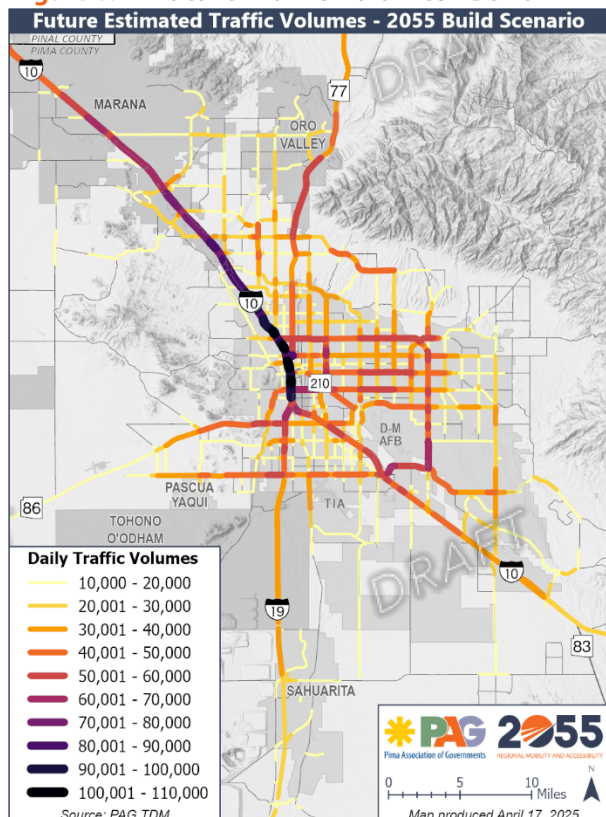 Future Estimated Traffic Volumes - 2055 Build Scenario
PINAL COUNTY
PIMA COUNTY
10
MARANA
77
DRAFT
ORO
VALLEY
10
210
D-M
AFB
86
PASCUA
YAQUI
TIA
TOHONO
O'ODHAM
DRAFT
10
19
83
SAHUARITA
Daily Traffic Volumes
10,000 - 20,000
20,001 - 30,000
30,001 - 40,000
40,001 - 50,000
50,001 - 60,000
60,001 - 70,000
70,001 - 80,000
80,001 - 90,000
90,001 - 100,000
100,001 - 110,000
Source: PAG TDM
PAG
Pima Association of Governments
2055
REGIONAL MOBILITY AND ACCESSIBILITY
0 5 10
Miles
N
Map produced April 17, 2025